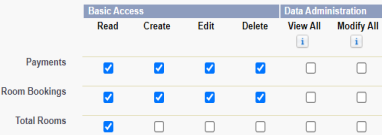 Basic Access Data Administration
Read Create Edit Delete View All Modify All
Payments
Room Bookings
Total Rooms